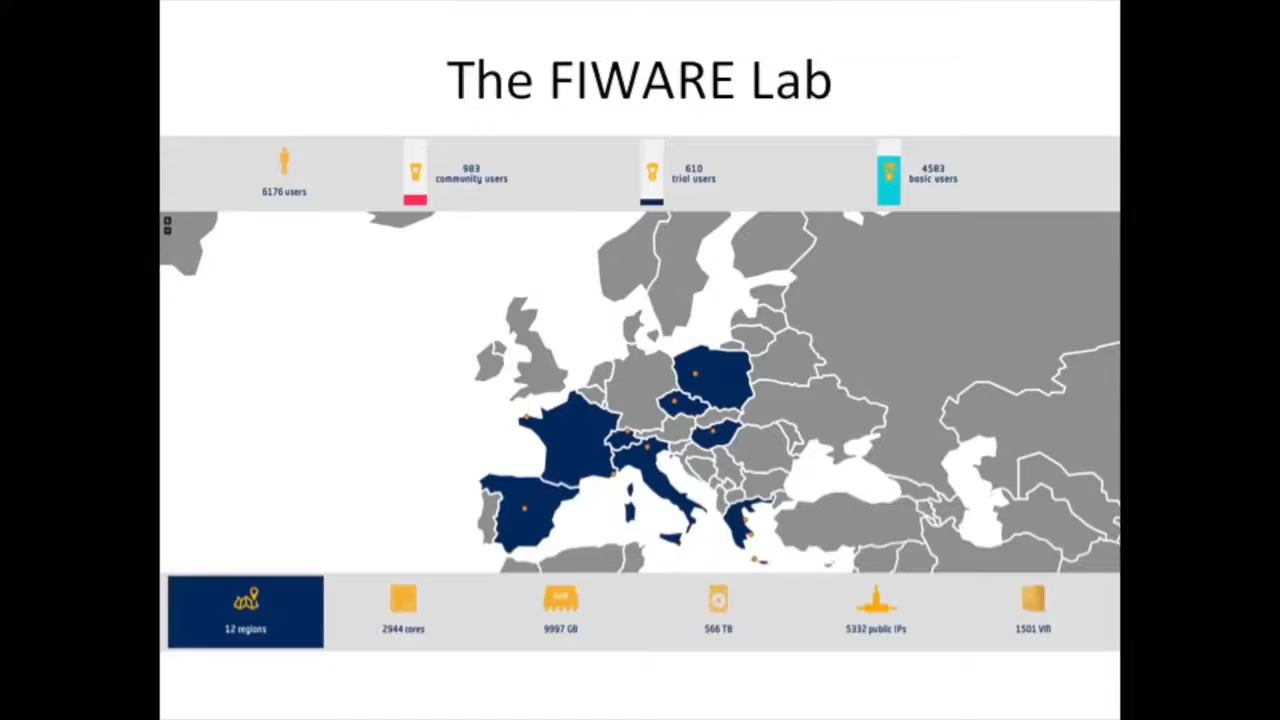 The FIWARE Lab
6176 users
983
community users
610
trial users
4583
basic users
12 regions
2944 cores
9997 GB
566 TB
5332 public IPs
1501 VM